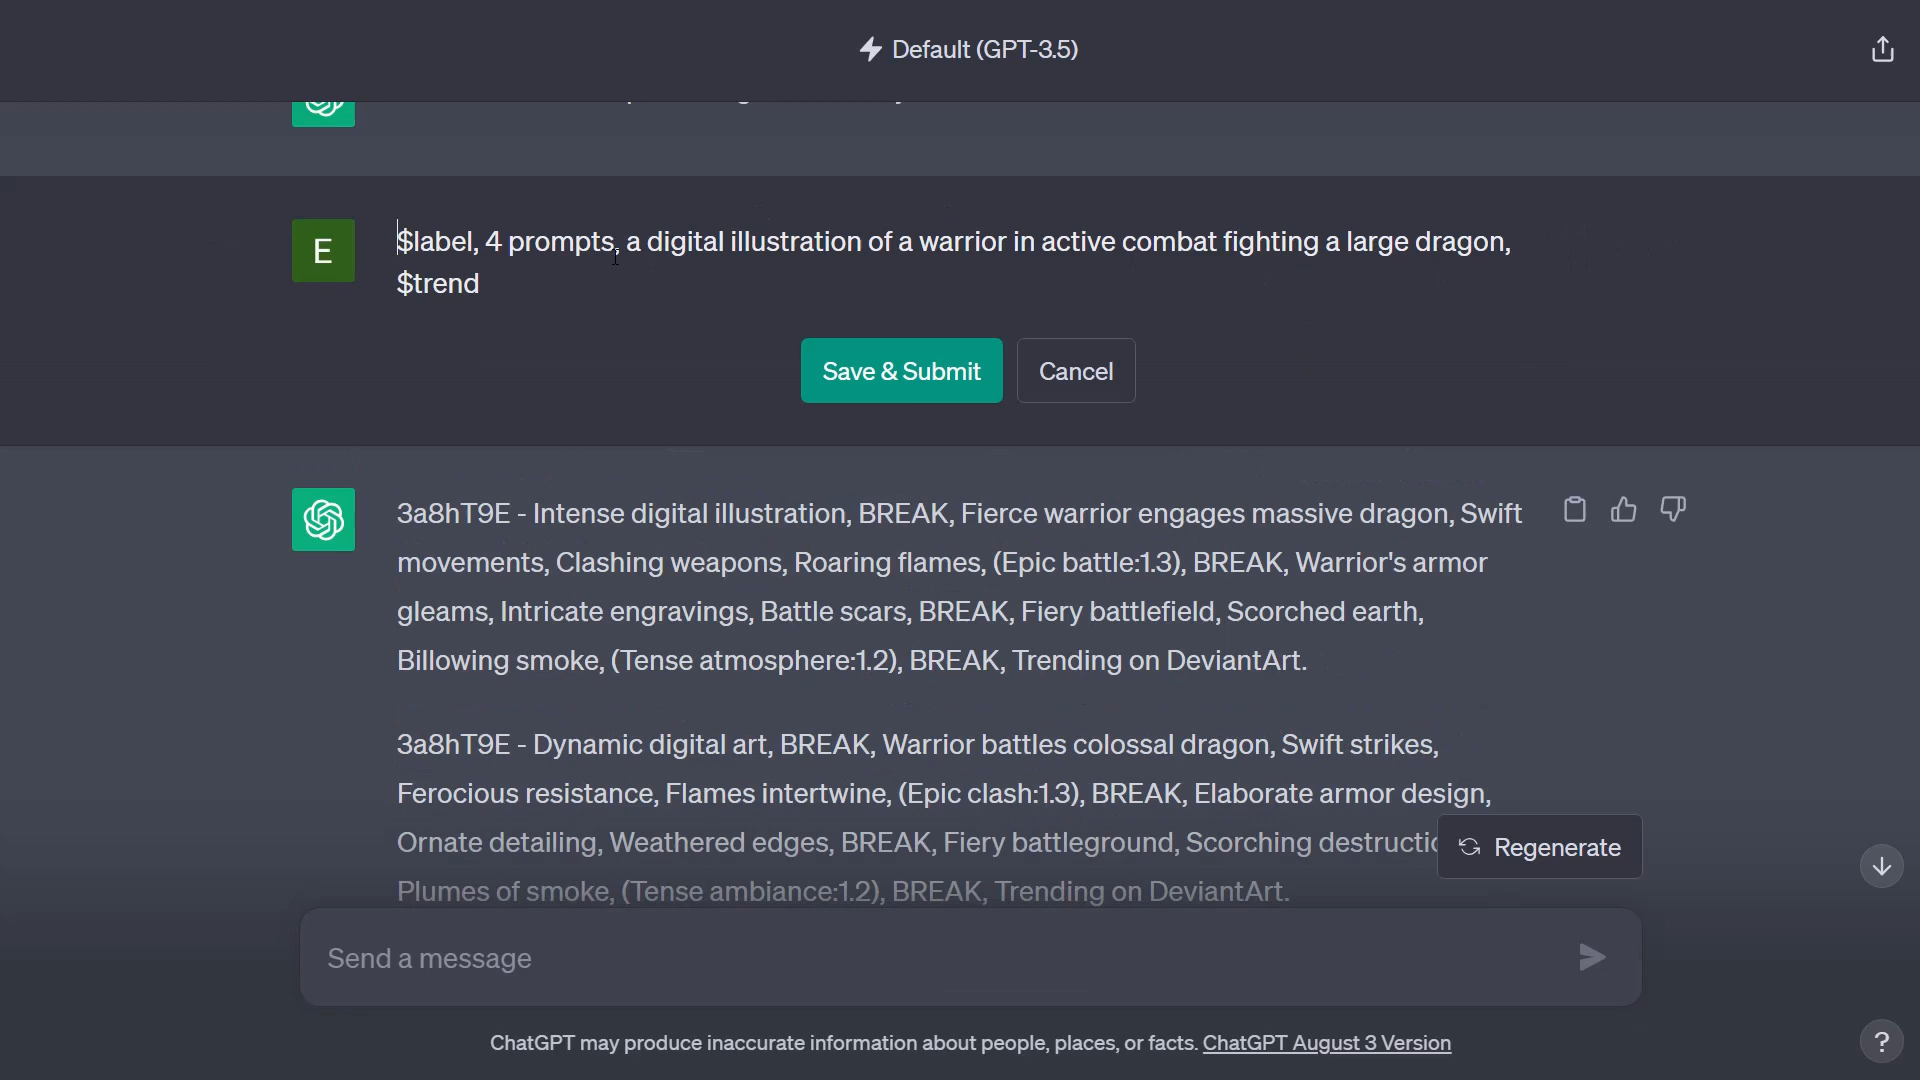 Default (GPT-3.5)
E
$label, 4 prompts, a digital illustration of a warrior in active combat fighting a large dragon,
$trend
Save & Submit
Cancel
3a8hT9E - Intense digital illustration, BREAK, Fierce warrior engages massive dragon, Swift
movements, Clashing weapons, Roaring flames, (Epic battle:1.3), BREAK, Warrior's armor
gleams, Intricate engravings, Battle scars, BREAK, Fiery battlefield, Scorched earth,
Billowing smoke, (Tense atmosphere:1.2), BREAK, Trending on DeviantArt.
3a8hT9E - Dynamic digital art, BREAK, Warrior battles colossal dragon, Swift strikes,
Ferocious resistance, Flames intertwine, (Epic clash:1.3), BREAK, Elaborate armor design,
Ornate detailing, Weathered edges, BREAK, Fiery battleground, Scorching
Regenerate
Plumes of smoke, (Tense ambiance:1.2), BREAK, Trending on DeviantArt.
Send a message
ChatGPT may produce inaccurate information about people, places, or facts. ChatGPT August 3 Version
?